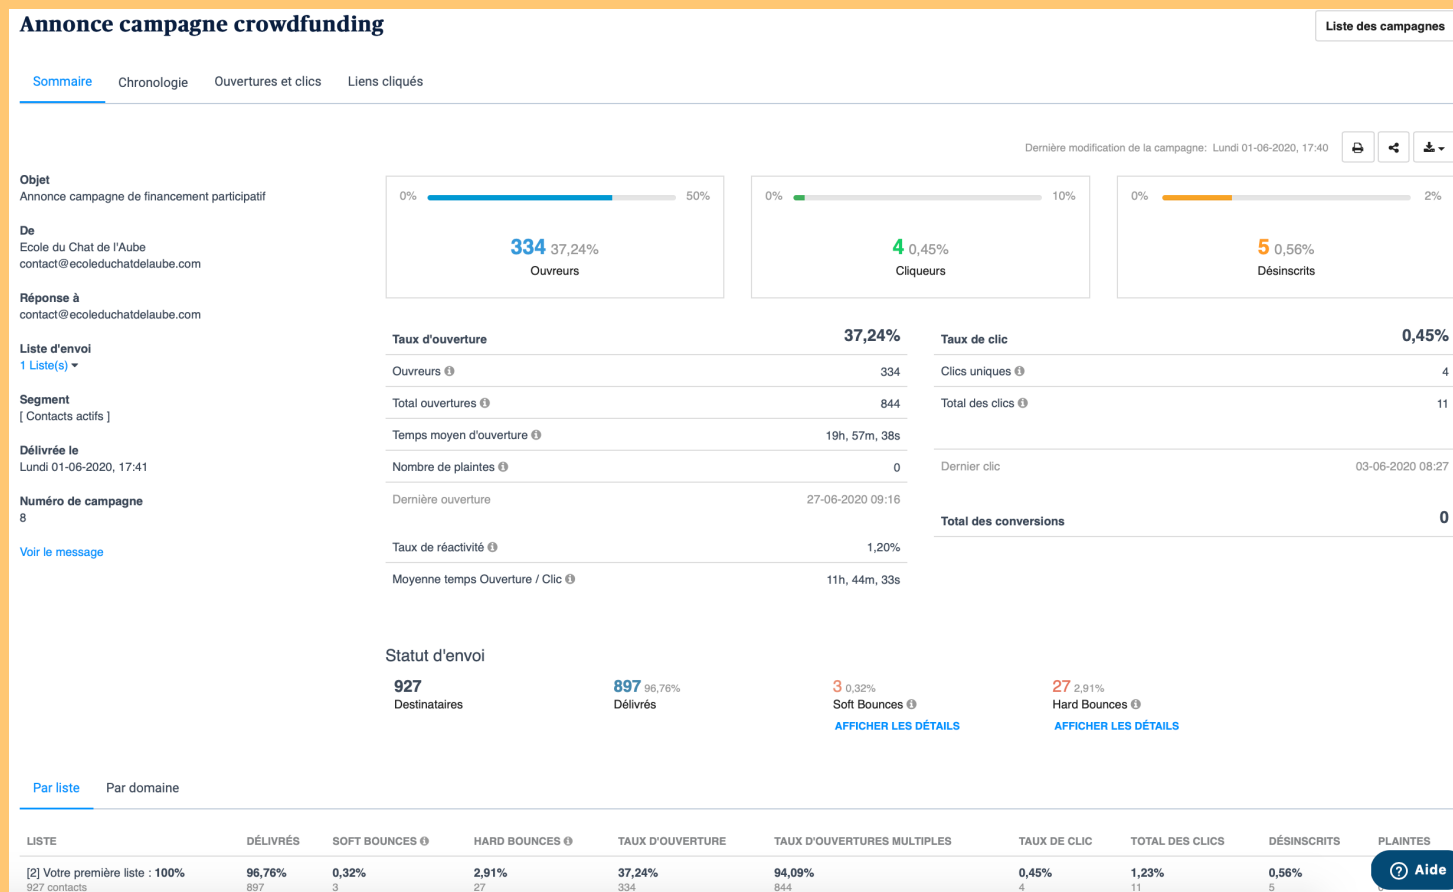 Annonce campagne crowdfunding
Liste des campagnes
Sommaire Chronologie Ouvertures et clics Liens cliqués
Dernière modification de la campagne: Lundi 01-06-2020, 17:40
Objet
Annonce campagne de financement participatif
De
Ecole du Chat de l'Aube
contact@ecoleduchatdelaube.com
Réponse à
contact@ecoleduchatdelaube.com
Liste d'envoi
1 Liste(s)
Segment
[ Contacts actifs ]
Délivrée le
Lundi 01-06-2020, 17:41
Numéro de campagne
8
Voir le message
0% 50%
334 37,24%
Ouvreurs
0% 10%
4 0,45%
Cliqueurs
0% 2%
5 0,56%
Désinscrits
Taux d'ouverture 37,24%
Ouvreurs 334
Total ouvertures 844
Temps moyen d'ouverture 19h, 57m, 38s
Nombre de plaintes 0
Dernière ouverture 27-06-2020 09:16
Taux de réactivité 1,20%
Moyenne temps Ouverture / Clic 11h, 44m, 33s
Taux de clic 0,45%
Clics uniques 4
Total des clics 11
Dernier clic 03-06-2020 08:27
Total des conversions 0
Statut d'envoi
927 897 96,76% 3 0,32% 27 2,91%
Destinataires Délivrés Soft Bounces Hard Bounces
AFFICHER LES DÉTAILS AFFICHER LES DÉTAILS
Par liste Par domaine
LISTE DÉLIVRÉS SOFT BOUNCES HARD BOUNCES TAUX D'OUVERTURE TAUX D'OUVERTURES MULTIPLES TAUX DE CLIC TOTAL DES CLICS DÉSINSCRITS PLAINTES
[2] Votre première liste : 100% 96,76% 0,32% 2,91% 37,24% 94,09% 0,45% 1,23% 0,56%
927 contacts 897 3 27 334 844 4 11 5
Aide